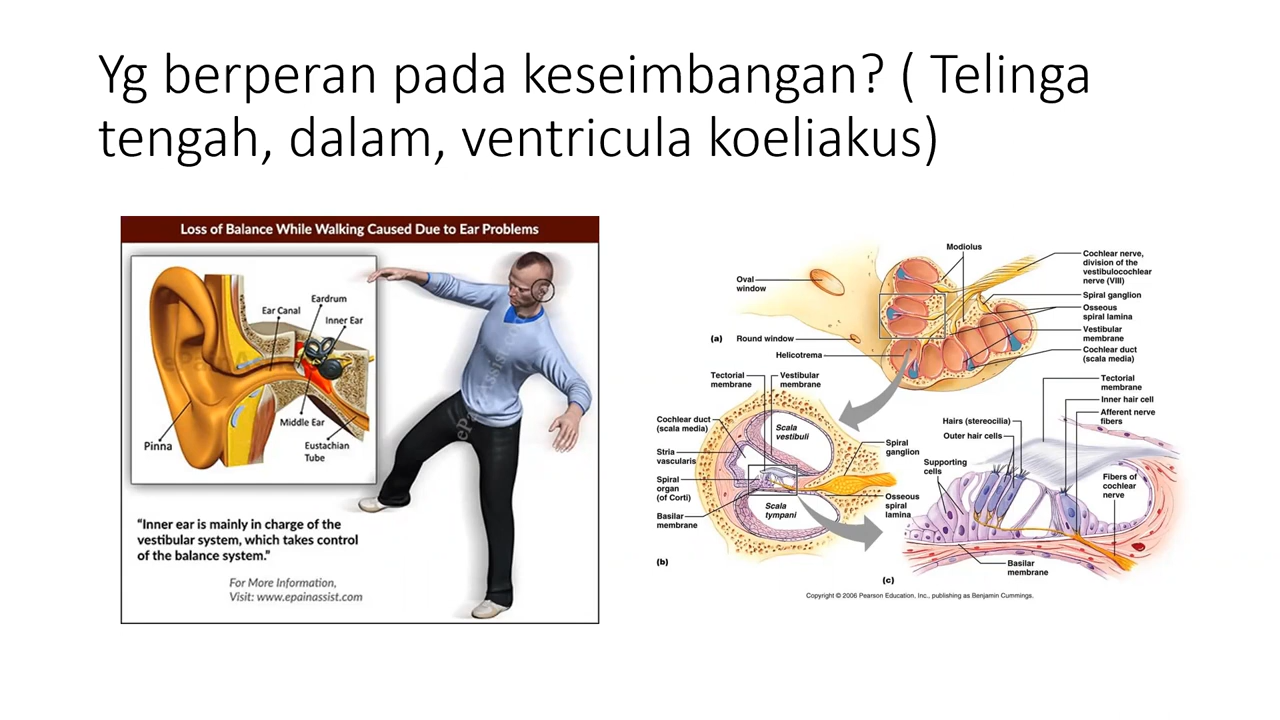 Yg berperan pada keseimbangan? ( Telinga
tengah, dalam, ventricula koeliakus)
Loss of Balance While Walking Caused Due to Ear Problems
Eardrum
Ear Canal
Inner Ear
Middle Ear
Pinna
Eustachian
Tube
“Inner ear is mainly in charge of the
vestibular system, which takes control
of the balance system.”
For More Information,
Visit: www.epainassist.com
Modiolus
Cochlear nerve,
division of the
vestibulocochlear
nerve (VIII)
Oval
window
Spiral ganglion
Osseous
spiral lamina
Vestibular
membrane
Cochlear duct
(scala media)
(a)
Round window
Helicotrema
Tectorial
membrane
Vestibular
membrane
Cochlear duct
(scala media)
Scala
vestibuli
Stria
vascularis
Spiral
ganglion
Spiral
organ
(of Corti)
Scala
tympani
Osseous
spiral
lamina
Basilar
membrane
(b)
Tectorial
membrane
Inner hair cell
Afferent nerve
fibers
Hairs (stereocilia)
Outer hair cells
Supporting
cells
Fibers of
cochlear
nerve
Basilar
membrane
(c)
Copyright © 2006 Pearson Education, Inc., publishing as Benjamin Cummings.